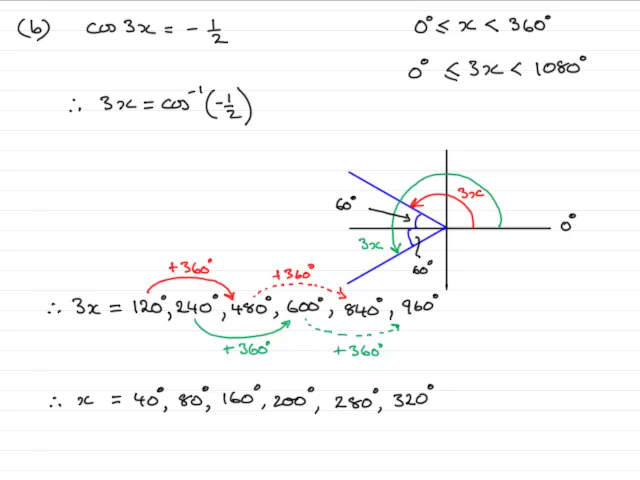 (b) cos 3x = - 1/2 0° ≤ x < 360°
0° ≤ 3x < 1080°
∴ 3x = cos⁻¹(-1/2)
60° 3x 0°
3x 60°
+360° +360°
∴ 3x = 120°, 240°, 480°, 600°, 840°, 960°
+360° +360°
∴ x = 40°, 80°, 160°, 200°, 280°, 320°